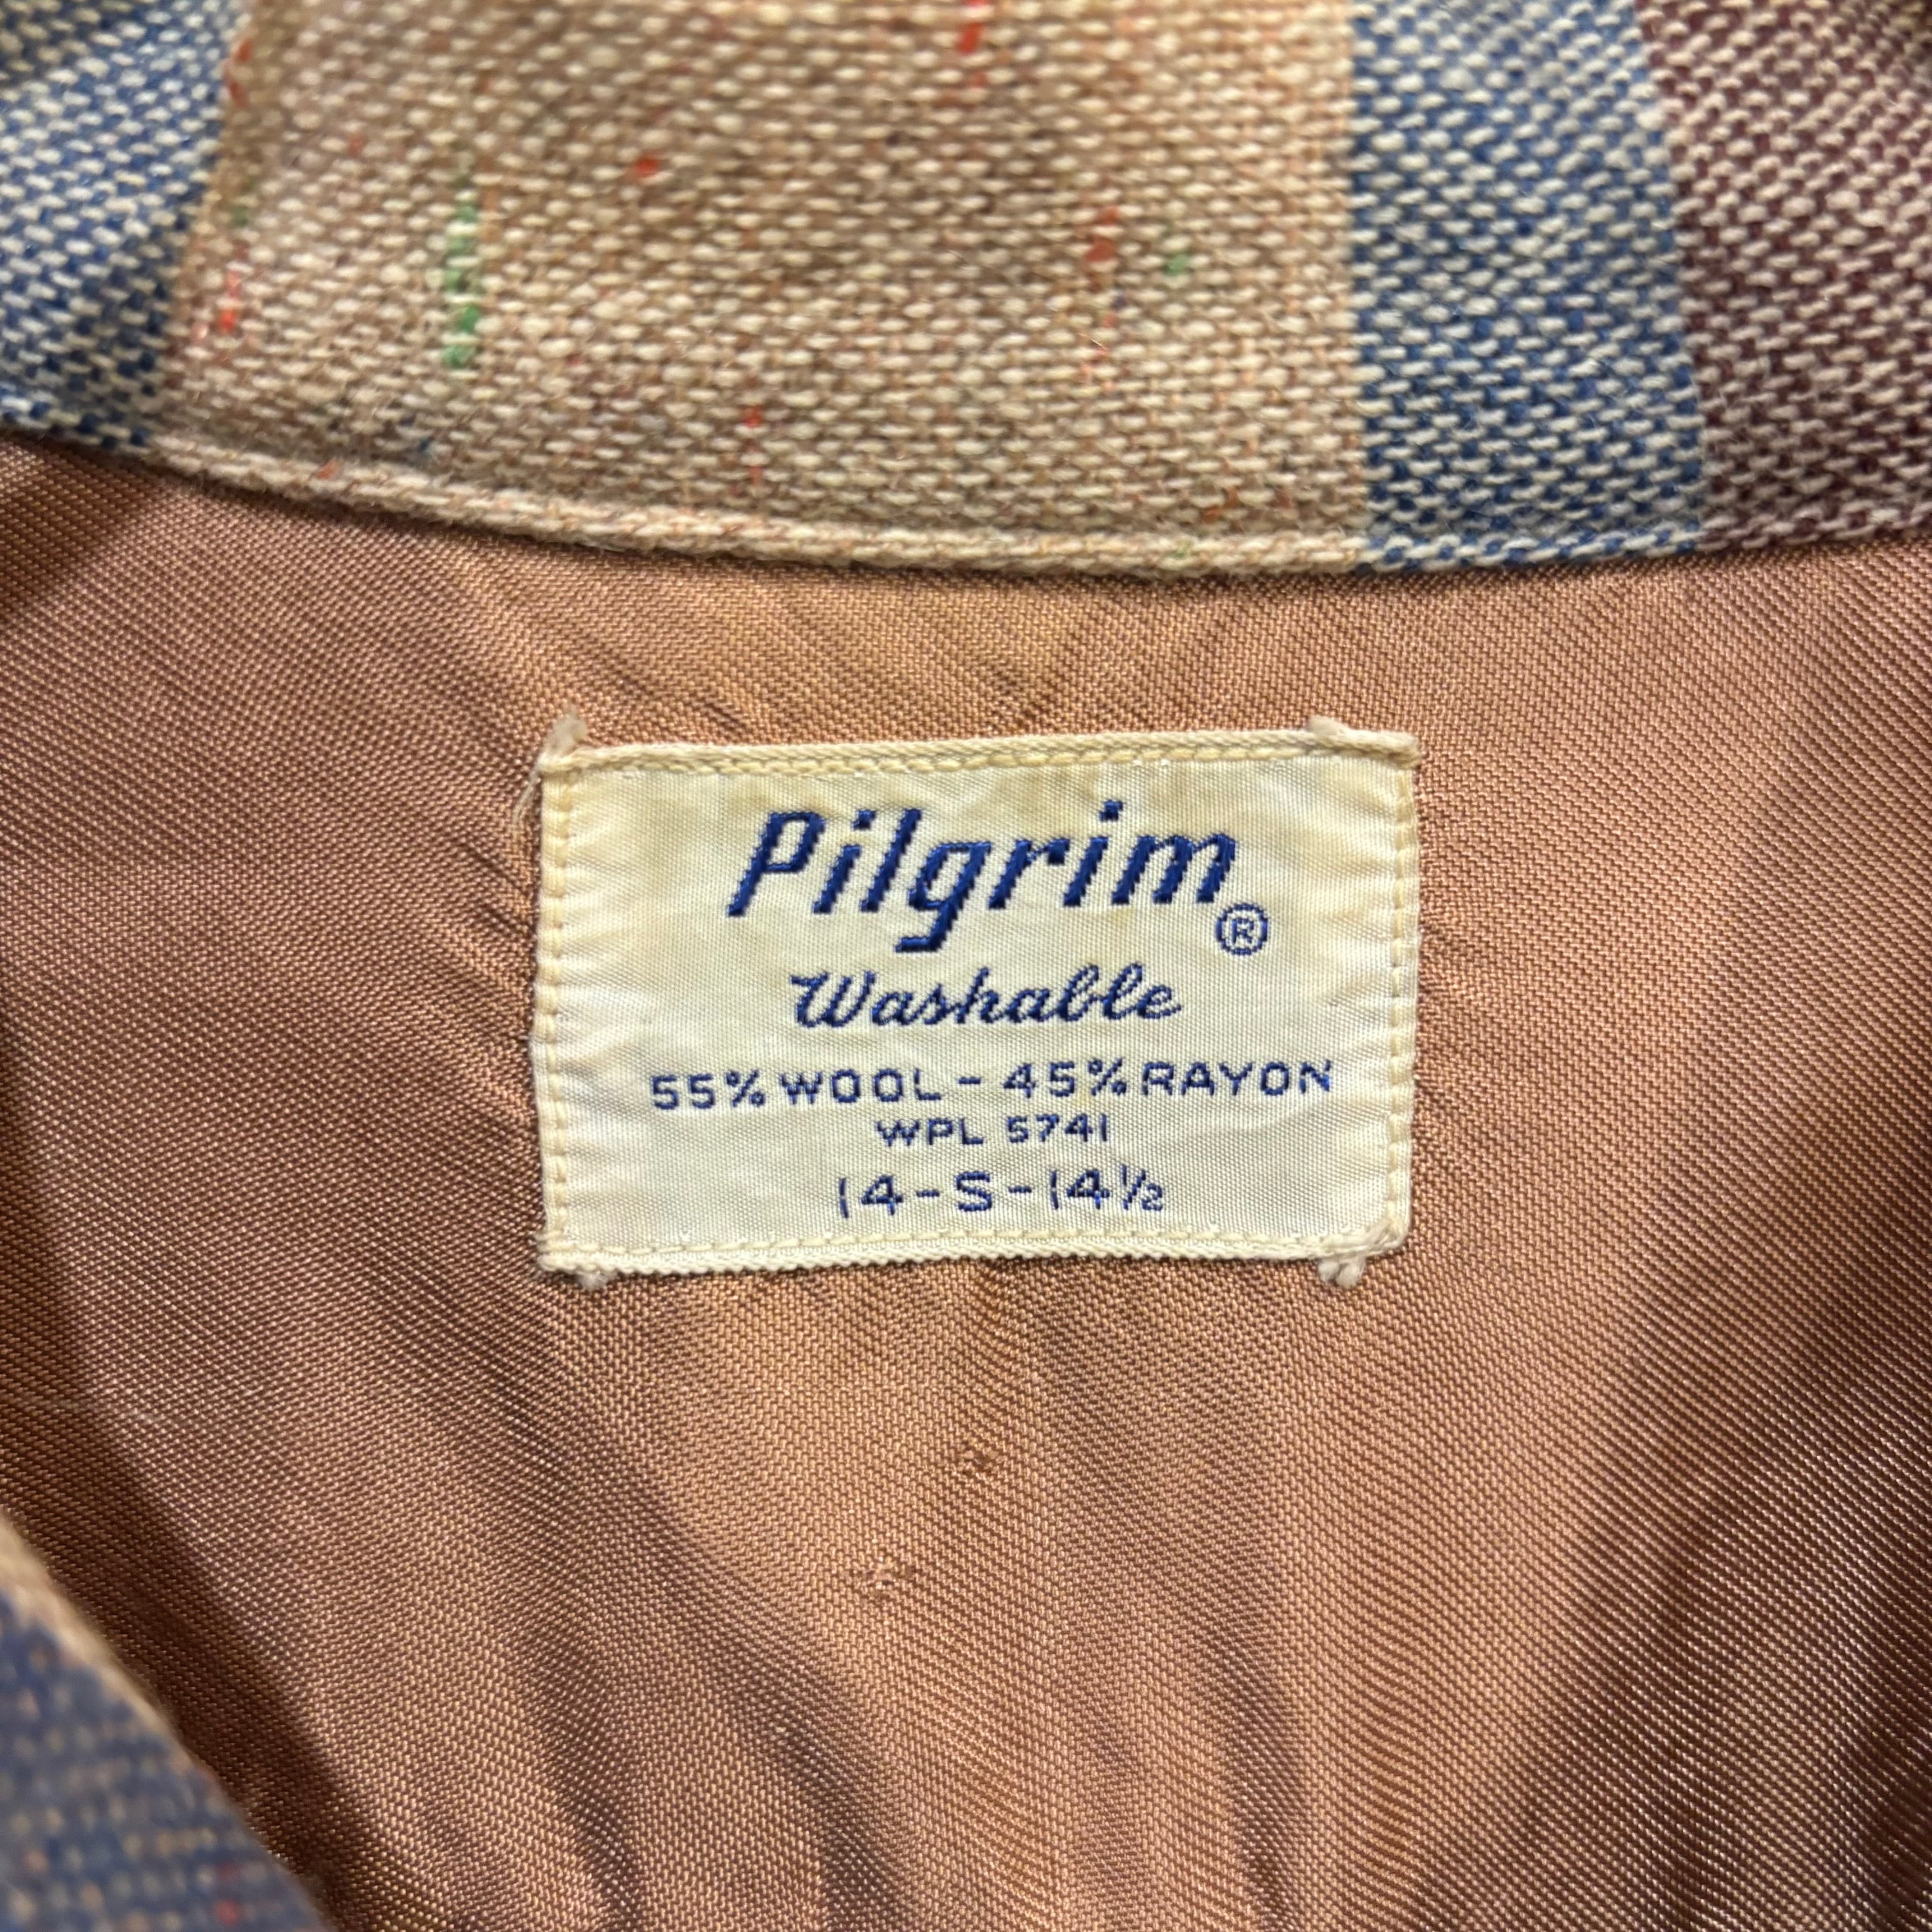 Pilgrim®
Washable
55% WOOL - 45% RAYON
WPL 5741
14 - S - 14½